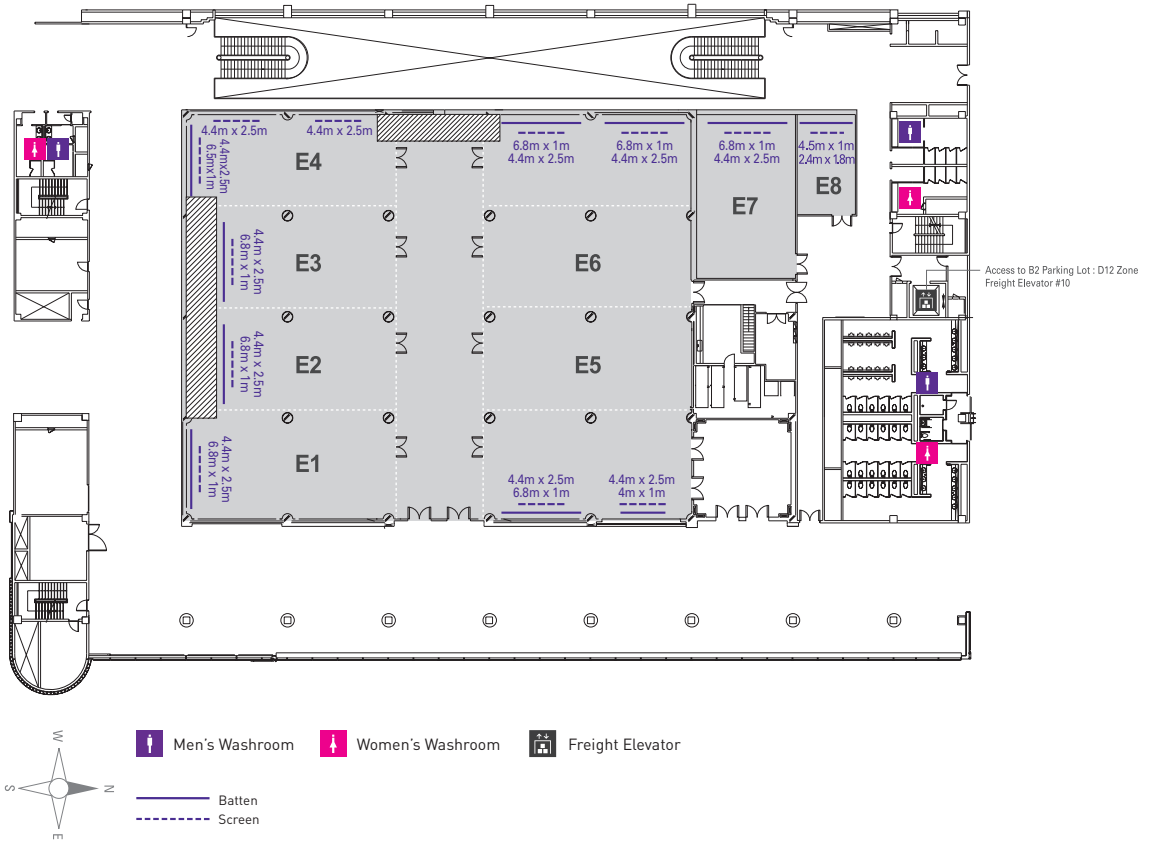 4.4m x 2.5m
4.4m x 2.5m
4.4mx2.5m
6.5mx1m
E4
6.8m x 1m
4.4m x 2.5m
6.8m x 1m
4.4m x 2.5m
6.8m x 1m
4.4m x 2.5m
4.5m x 1m
2.4m x 1.8m
E8
E7
4.4m x 2.5m
6.8m x 1m
E3
E6
Access to B2 Parking Lot : D12 Zone
Freight Elevator #10
4.4m x 2.5m
6.8m x 1m
E2
E5
4.4m x 2.5m
6.8m x 1m
E1
4.4m x 2.5m
6.8m x 1m
4.4m x 2.5m
4m x 1m
W
S
N
E
Men's Washroom
Women's Washroom
Freight Elevator
Batten
Screen